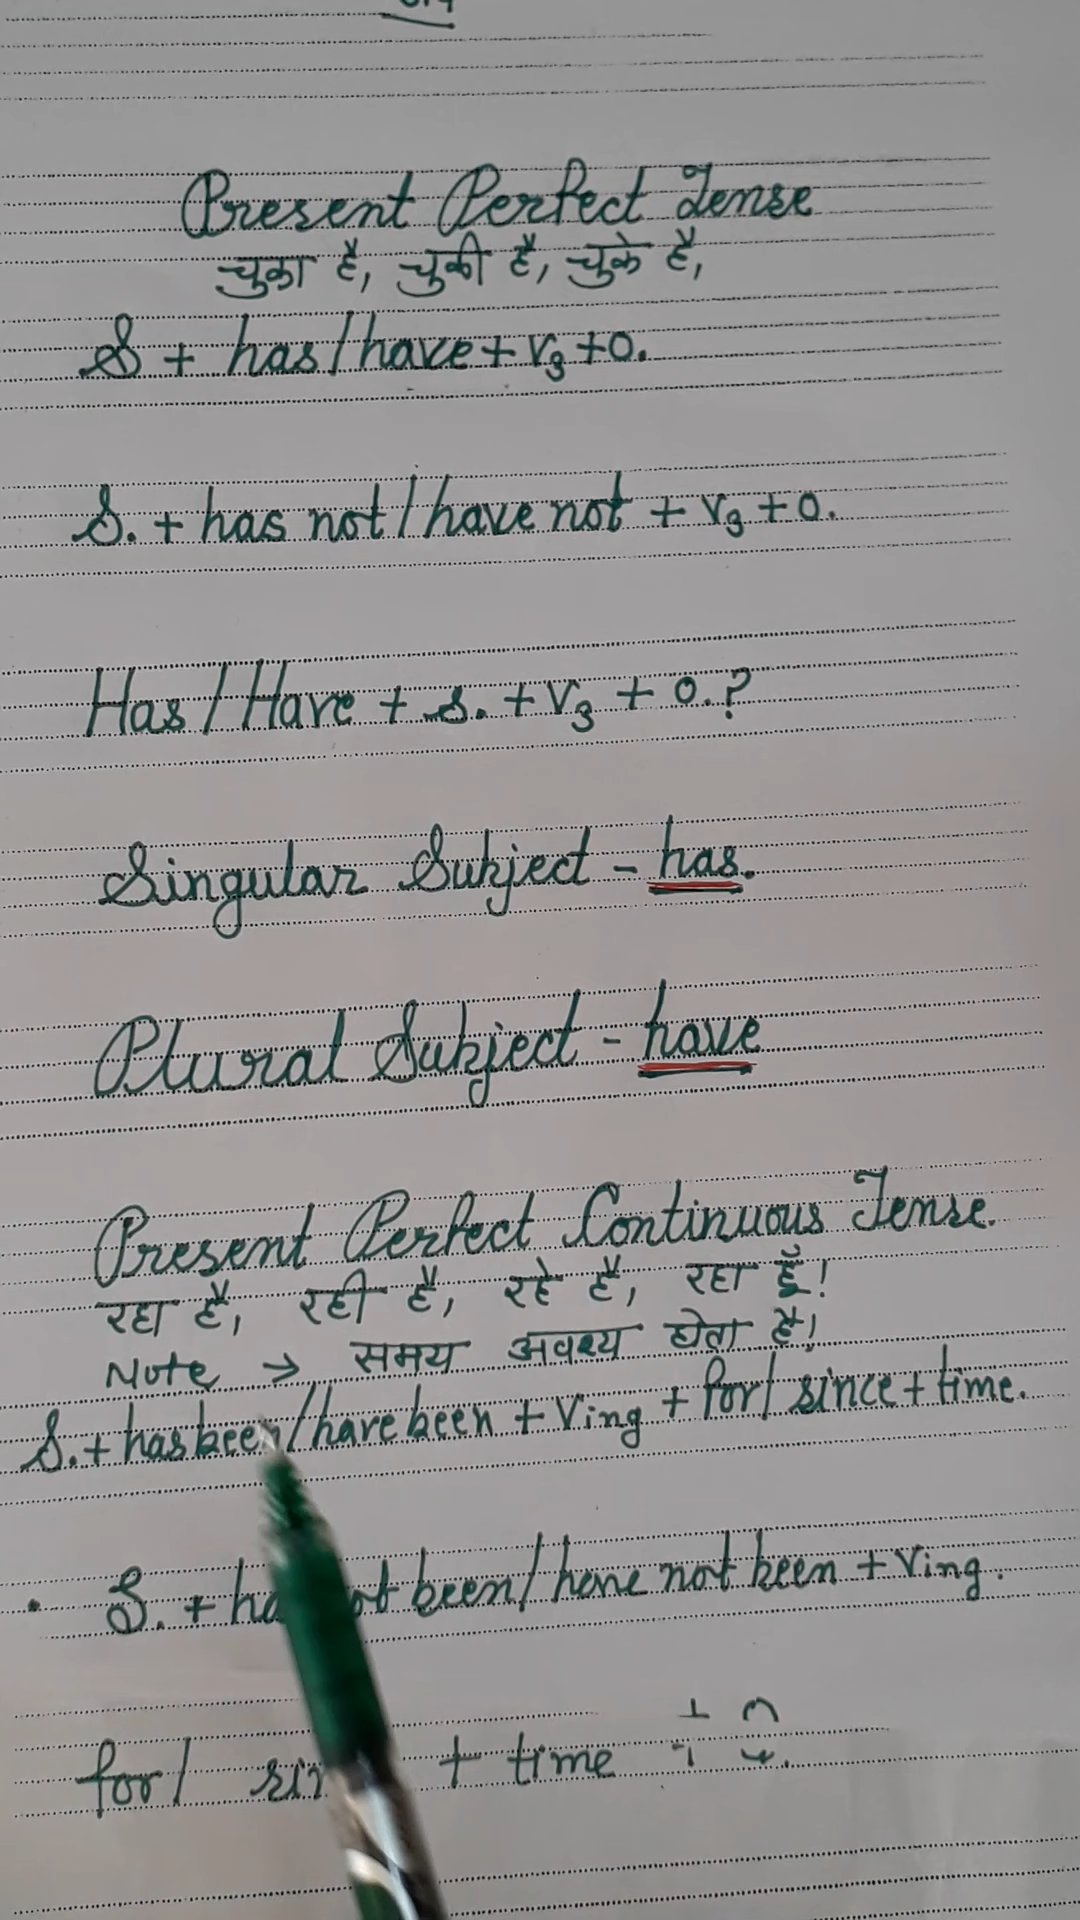 Present Perfect Tense
चुका है, चुकी है, चुके हैं,
S + has/have + V3 + O.
S. + has not/have not + V3 + O.
Has/Have + S. + V3 + O.?
Singular Subject - has.
Plural Subject - have
Present Perfect Continuous Tense.
रहा है, रही है, रहे हैं, रहा हूँ!
Note → समय अवश्य होता है।
S. + has been/have been + Ving + for/ since + time.
S. + not been/have not been + Ving.
for/ + time